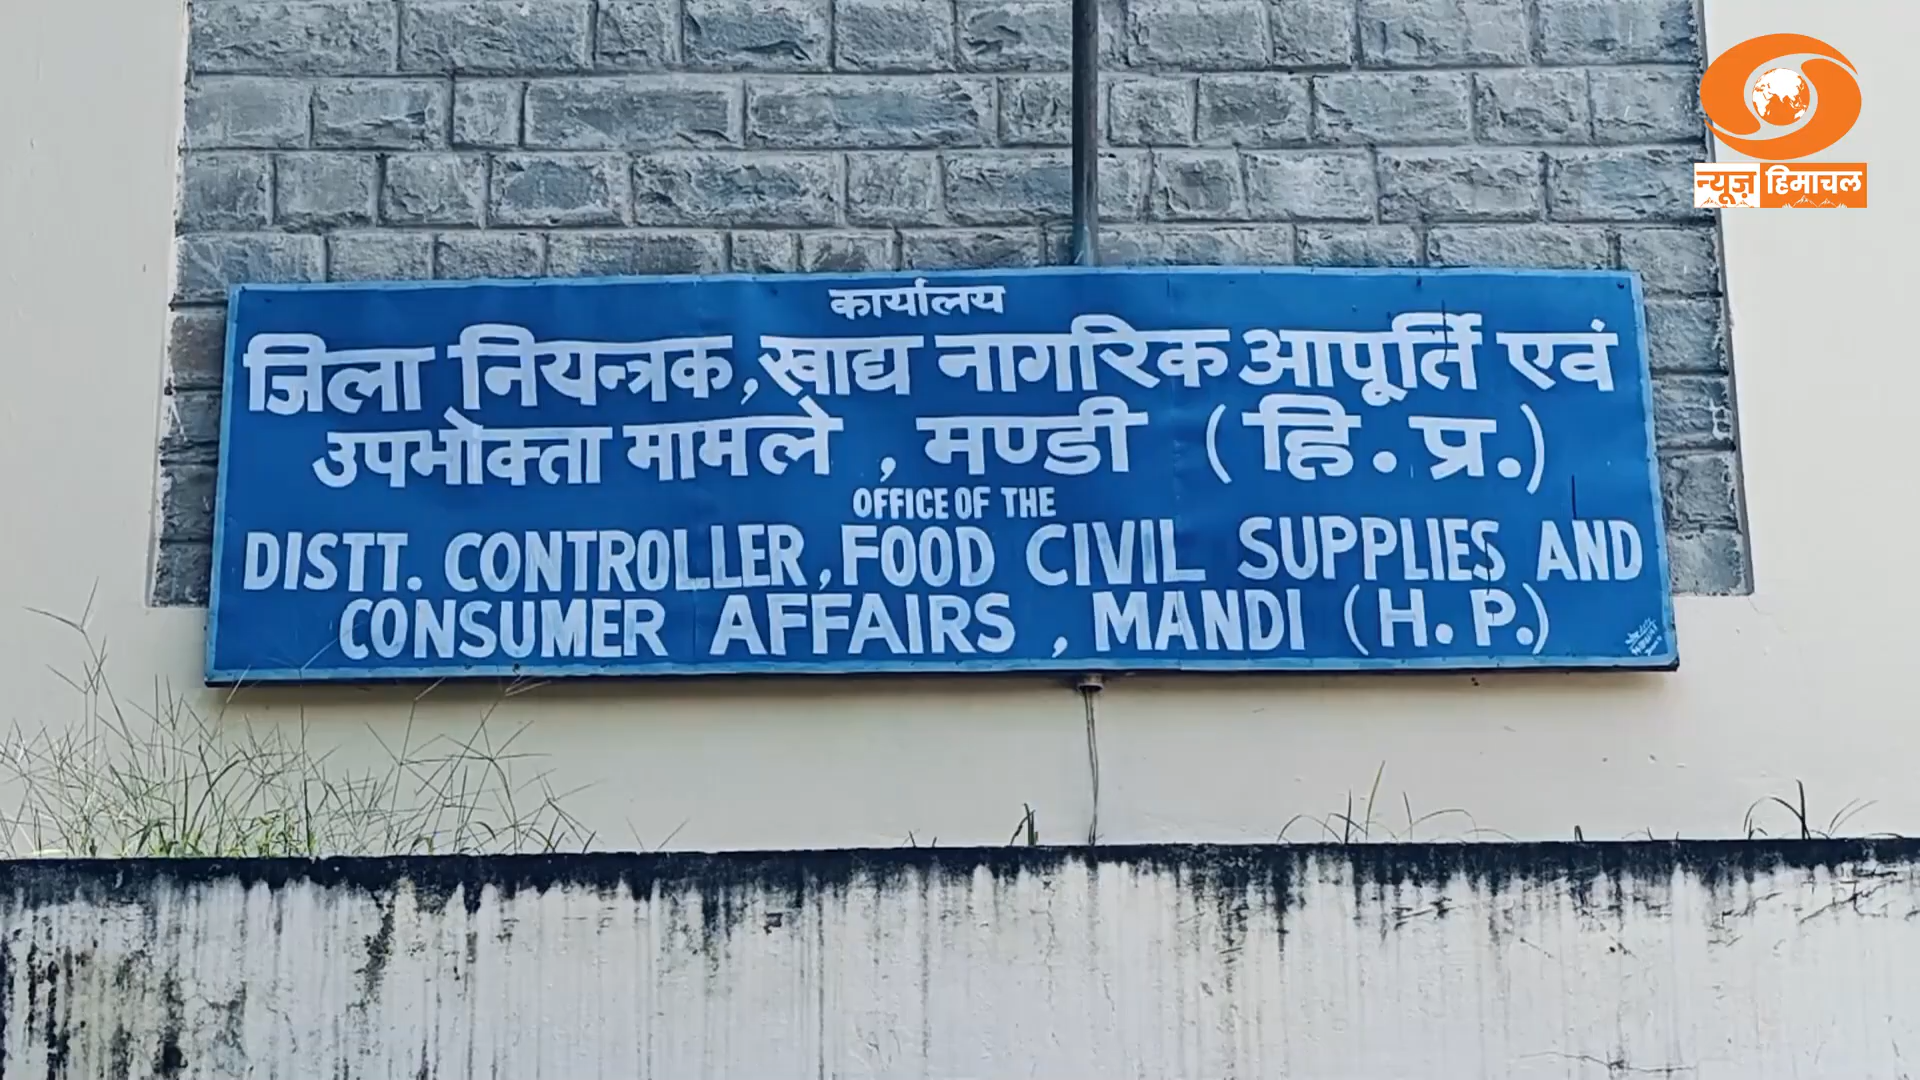 न्यूज़ हिमाचल
कार्यालय
जिला नियन्त्रक,खाद्य नागरिक आपूर्ति एवं
उपभोक्ता मामले , मण्डी (हि.प्र.)
OFFICE OF THE
DISTT. CONTROLLER,FOOD CIVIL SUPPLIES AND
CONSUMER AFFAIRS , MANDI (H.P.)